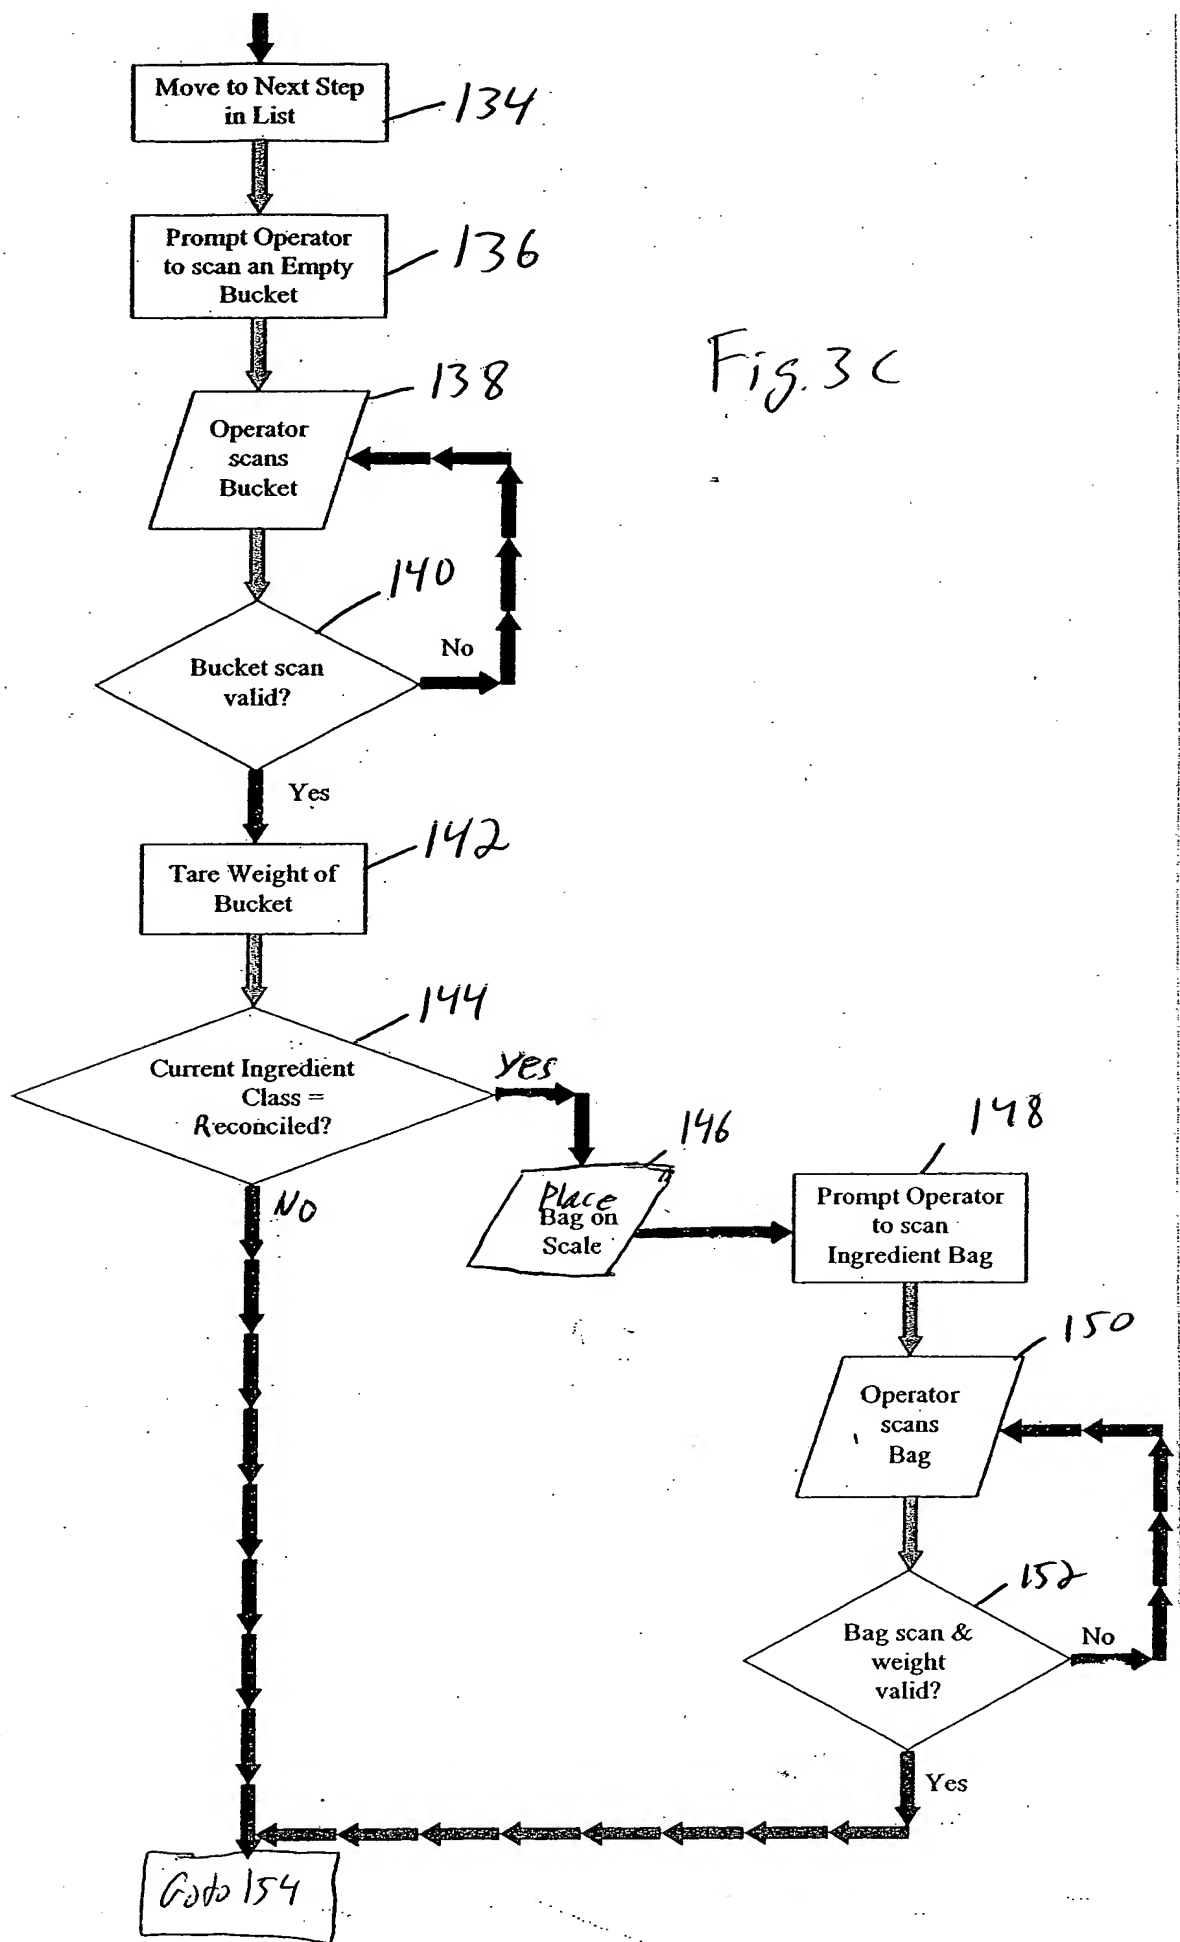 Move to Next Step
in List
134
Prompt Operator
to scan an Empty
Bucket
136
Fig. 3c
138
Operator
scans
Bucket
140
No
Bucket scan
valid?
Yes
142
Tare Weight of
Bucket
144
Current Ingredient
Class =
Reconciled?
Yes
No
146
Place
Bag on
Scale
148
Prompt Operator
to scan
Ingredient Bag
150
Operator
scans
Bag
152
Bag scan &
weight
valid?
No
Yes
Go to 154